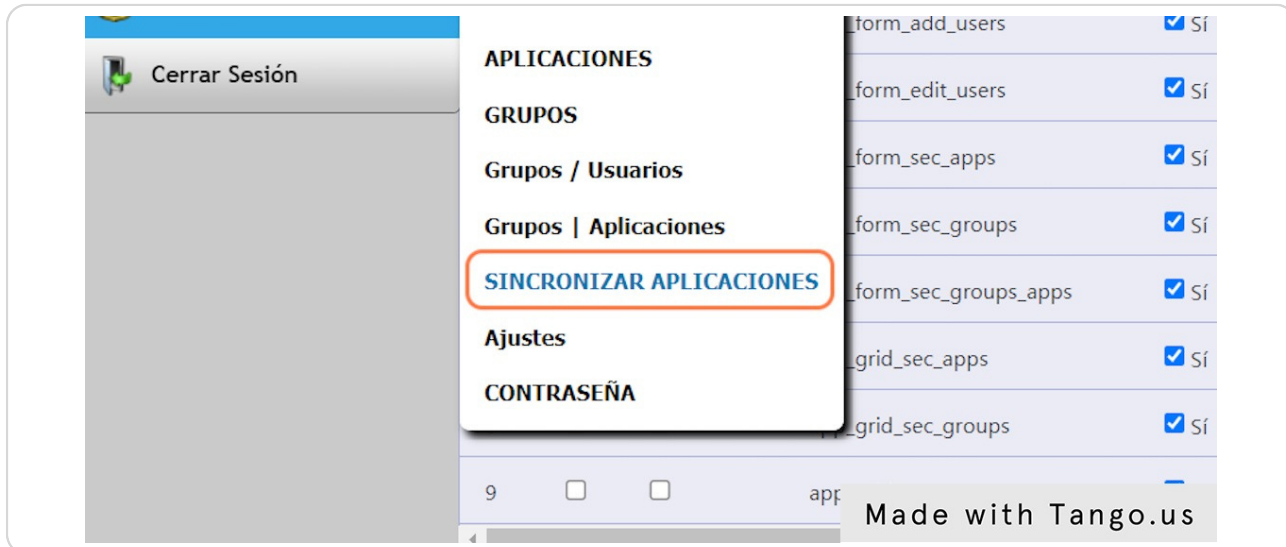 Cerrar Sesión
APLICACIONES
GRUPOS
Grupos / Usuarios
Grupos | Aplicaciones
SINCRONIZAR APLICACIONES
Ajustes
CONTRASEÑA
_form_add_users Sí
_form_edit_users Sí
_form_sec_apps Sí
_form_sec_groups Sí
_form_sec_groups_apps Sí
_grid_sec_apps Sí
_grid_sec_groups Sí
9 app
Made with Tango.us